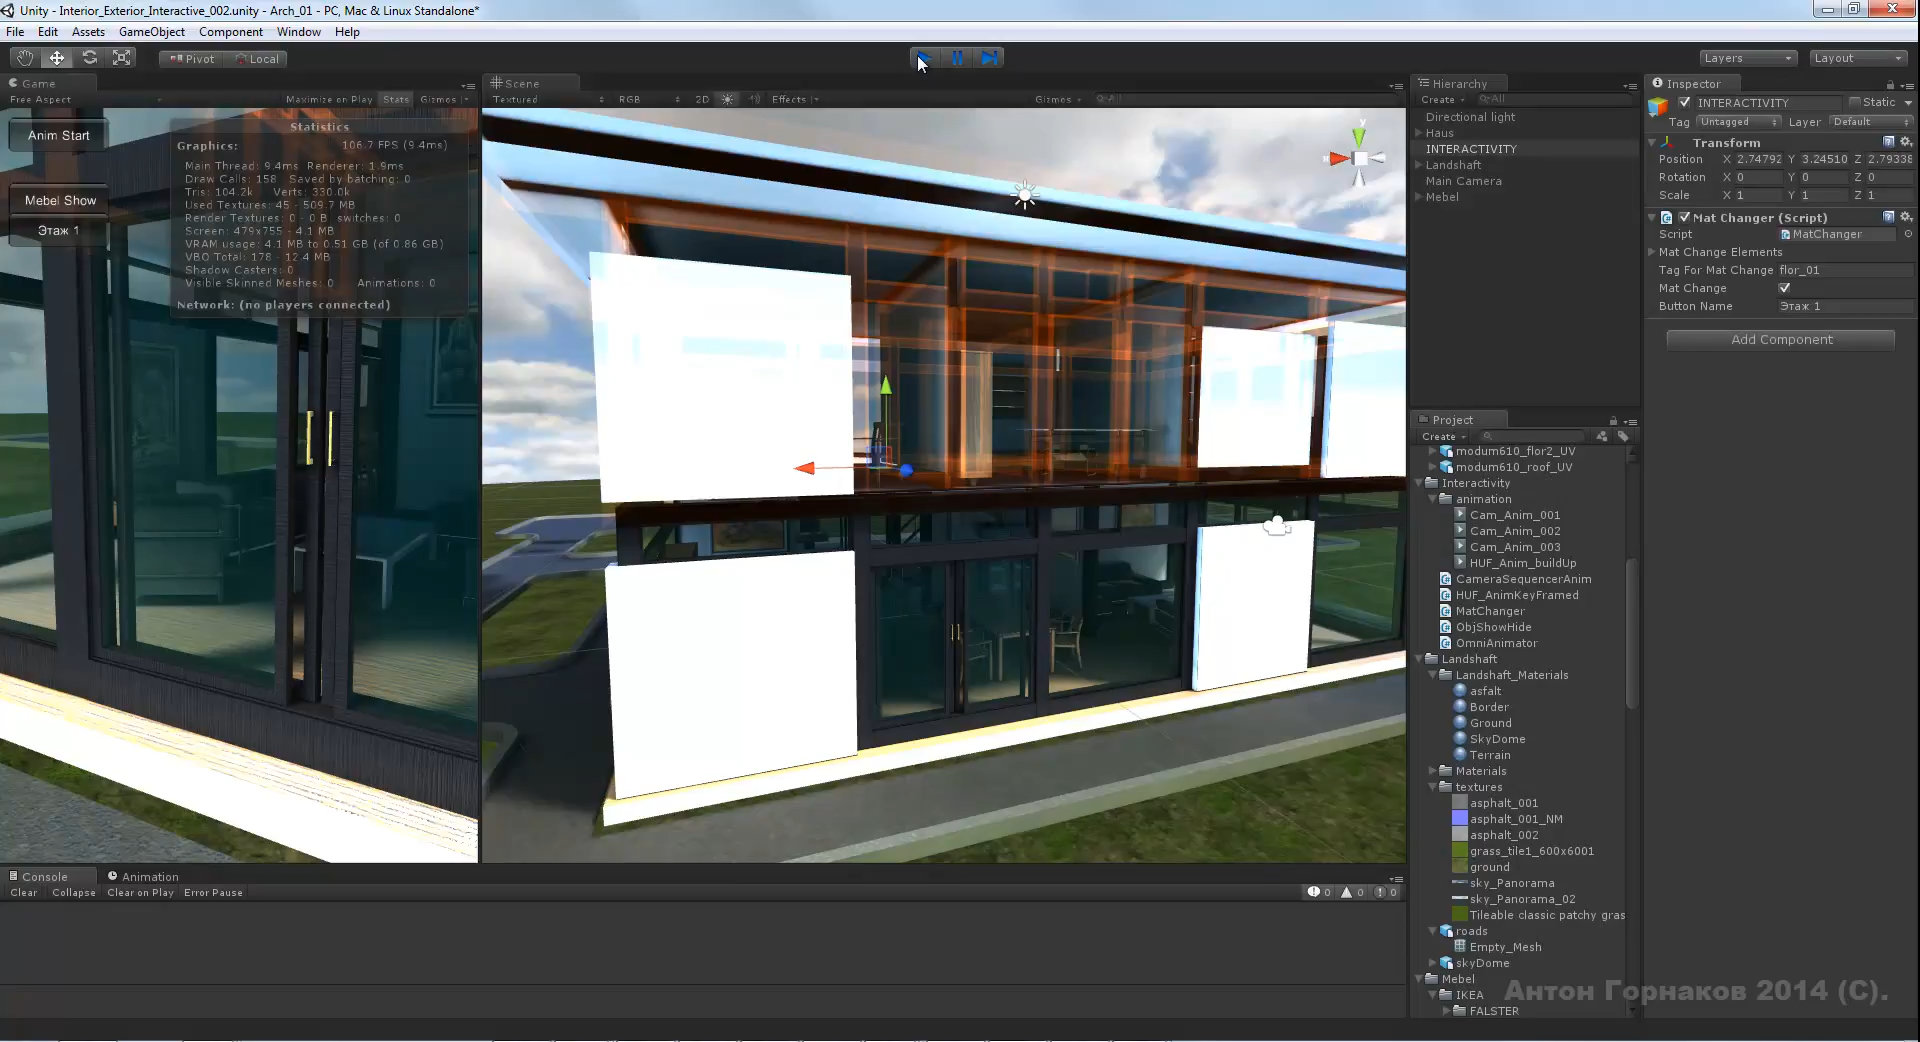 Unity - Interior_Exterior_Interactive_002.unity - Arch_01 - PC, Mac & Linux Standalone*
File Edit Assets GameObject Component Window Help
Pivot Local Layers Layout
Game
Free Aspect Maximize on Play Stats Gizmos
Anim Start
Mebel Show
Этаж 1
Statistics
Graphics: 106.7 FPS (9.4ms)
Main Thread: 9.4ms Renderer: 1.9ms
Draw Calls: 158 Saved by batching: 0
Tris: 104.2k Verts: 330.0k
Used Textures: 45 - 509.7 MB
Render Textures: 0 - 0 B switches: 0
Screen: 479x755 - 4.1 MB
VRAM usage: 4.1 MB to 0.51 GB (of 0.86 GB)
VBO Total: 178 - 12.4 MB
Shadow Casters: 0
Visible Skinned Meshes: 0 Animations: 0
Network: (no players connected)
Scene
Textured RGB 2D Effects Gizmos All
y
x
Hierarchy
Create All
Directional light
Haus
INTERACTIVITY
Landshaft
Main Camera
Mebel
Project
Create
modum610_flor2_UV
modum610_roof_UV
Interactivity
animation
Cam_Anim_001
Cam_Anim_002
Cam_Anim_003
HUF_Anim_buildUp
CameraSequencerAnim
HUF_AnimKeyFramed
MatChanger
ObjShowHide
OmniAnimator
Landshaft
Landshaft_Materials
asfalt
Border
Ground
SkyDome
Terrain
Materials
textures
asphalt_001
asphalt_001_NM
asphalt_002
grass_tile1_600x6001
ground
sky_Panorama
sky_Panorama_02
Tileable classic patchy gras
roads
Empty_Mesh
skyDome
Mebel
IKEA
FALSTER
Inspector
INTERACTIVITY Static
Tag Untagged Layer Default
Transform
Position X 2.74792 Y 3.24510 Z 2.79338
Rotation X 0 Y 0 Z 0
Scale X 1 Y 1 Z 1
Mat Changer (Script)
Script MatChanger
Mat Change Elements
Tag For Mat Change flor_01
Mat Change
Button Name Этаж 1
Add Component
Console Animation
Clear Collapse Clear on Play Error Pause 0 0 0
Антон Горнаков 2014 (C).